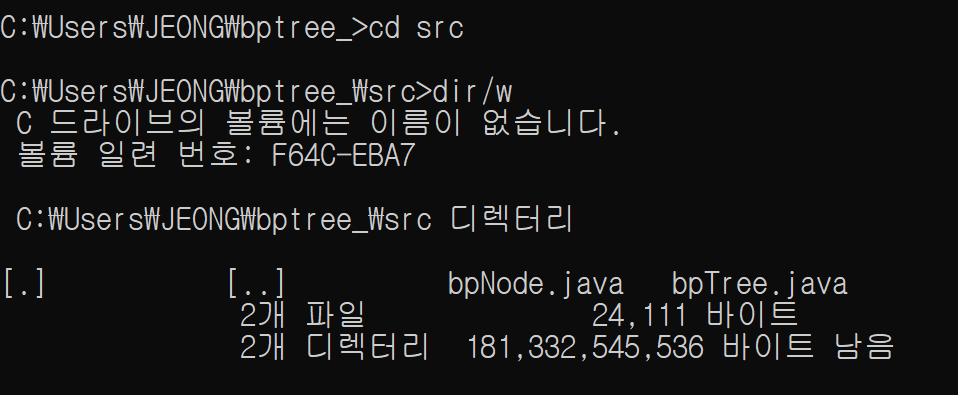 C:₩Users₩JEONG₩bptree_>cd src
C:₩Users₩JEONG₩bptree_₩src>dir/w
C 드라이브의 볼륨에는 이름이 없습니다.
볼륨 일련 번호: F64C-EBA7
C:₩Users₩JEONG₩bptree_₩src 디렉터리
[.] [..] bpNode.java bpTree.java
2개 파일 24,111 바이트
2개 디렉터리 181,332,545,536 바이트 남음